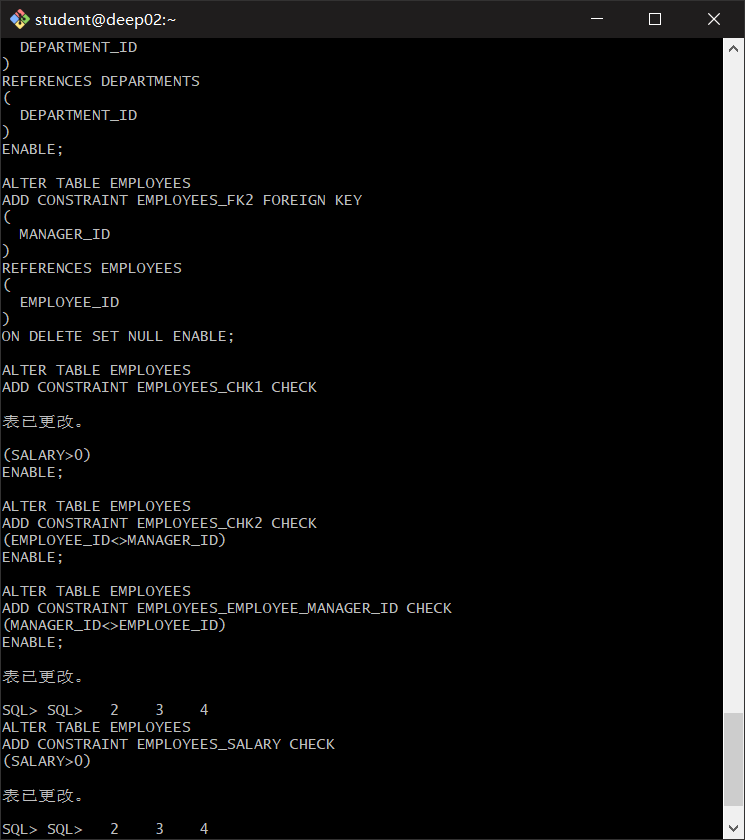 student@deep02:~
DEPARTMENT_ID
)
REFERENCES DEPARTMENTS
(
DEPARTMENT_ID
)
ENABLE;
ALTER TABLE EMPLOYEES
ADD CONSTRAINT EMPLOYEES_FK2 FOREIGN KEY
(
MANAGER_ID
)
REFERENCES EMPLOYEES
(
EMPLOYEE_ID
)
ON DELETE SET NULL ENABLE;
ALTER TABLE EMPLOYEES
ADD CONSTRAINT EMPLOYEES_CHK1 CHECK
表已更改。
(SALARY>0)
ENABLE;
ALTER TABLE EMPLOYEES
ADD CONSTRAINT EMPLOYEES_CHK2 CHECK
(EMPLOYEE_ID<>MANAGER_ID)
ENABLE;
ALTER TABLE EMPLOYEES
ADD CONSTRAINT EMPLOYEES_EMPLOYEE_MANAGER_ID CHECK
(MANAGER_ID<>EMPLOYEE_ID)
ENABLE;
表已更改。
SQL> SQL>   2    3    4
ALTER TABLE EMPLOYEES
ADD CONSTRAINT EMPLOYEES_SALARY CHECK
(SALARY>0)
表已更改。
SQL> SQL>   2    3    4